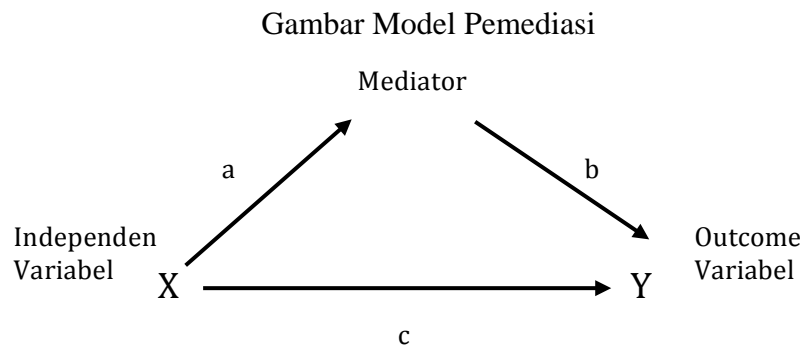 Gambar Model Pemediasi
Mediator
a
b
Independen
Variabel
X
Y
Outcome
Variabel
c